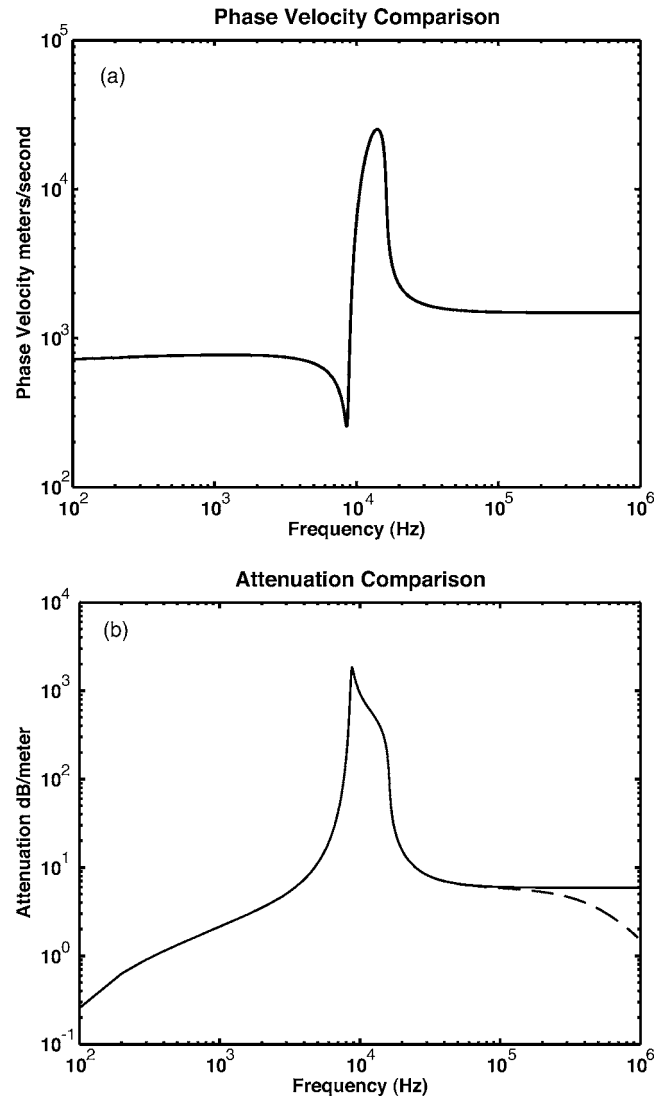 Phase Velocity Comparison
(a)
Phase Velocity meters/second
10^5
10^4
10^3
10^2
10^2 10^3 10^4 10^5 10^6
Frequency (Hz)
Attenuation Comparison
(b)
Attenuation dB/meter
10^4
10^3
10^2
10^1
10^0
10^-1
10^2 10^3 10^4 10^5 10^6
Frequency (Hz)